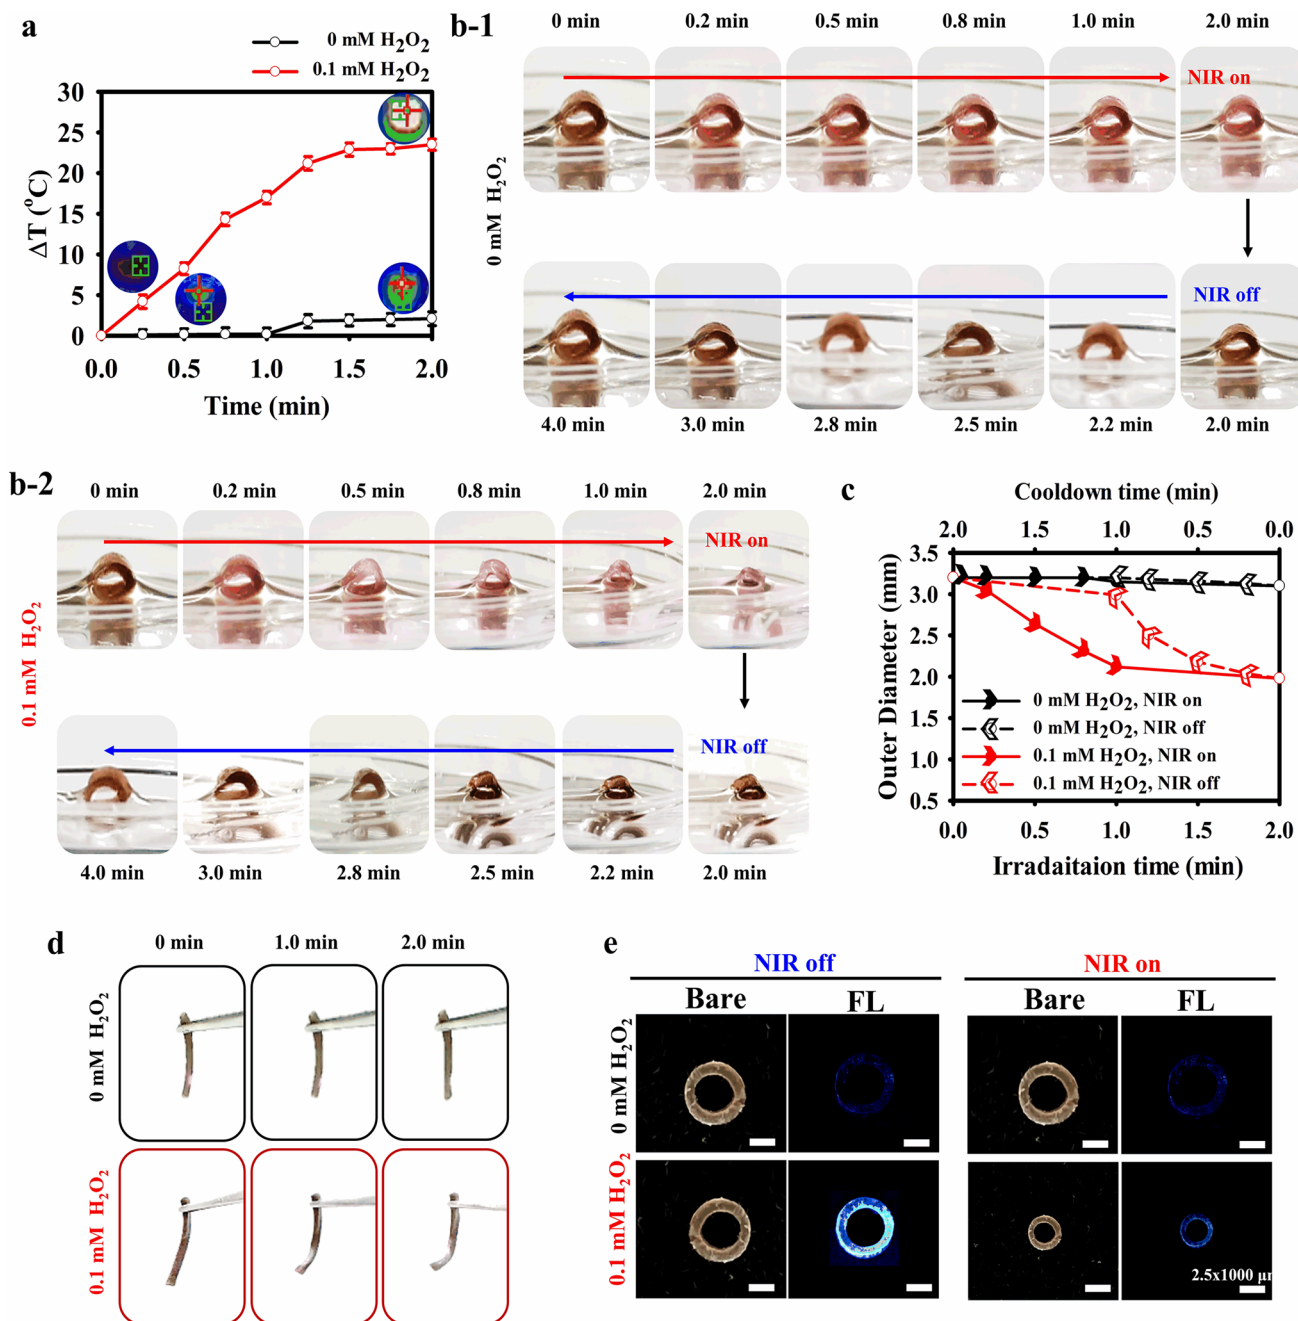 a
0 mM H₂O₂
0.1 mM H₂O₂
30
25
20
15
10
5
0
ΔT (°C)
0.0 0.5 1.0 1.5 2.0
Time (min)
b-1
0 min 0.2 min 0.5 min 0.8 min 1.0 min 2.0 min
NIR on
0 mM H₂O₂
NIR off
4.0 min 3.0 min 2.8 min 2.5 min 2.2 min 2.0 min
b-2
0 min 0.2 min 0.5 min 0.8 min 1.0 min 2.0 min
NIR on
0.1 mM H₂O₂
NIR off
4.0 min 3.0 min 2.8 min 2.5 min 2.2 min 2.0 min
c
Cooldown time (min)
2.0 1.5 1.0 0.5 0.0
3.5
3.0
2.5
2.0
1.5
1.0
0.5
Outer Diameter (mm)
0 mM H₂O₂, NIR on
0 mM H₂O₂, NIR off
0.1 mM H₂O₂, NIR on
0.1 mM H₂O₂, NIR off
0.0 0.5 1.0 1.5 2.0
Irradaitaion time (min)
d
0 min 1.0 min 2.0 min
0 mM H₂O₂
0.1 mM H₂O₂
e
NIR off NIR on
Bare FL Bare FL
0 mM H₂O₂
0.1 mM H₂O₂
2.5x1000 μm